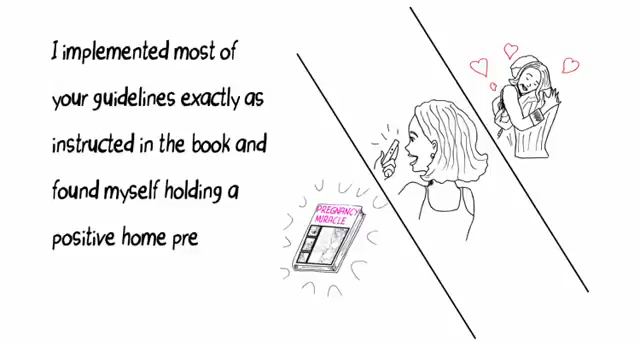 I implemented most of
your guidelines exactly as
instructed in the book and
found myself holding a
positive home pre
PREGNANCY
MIRACLE